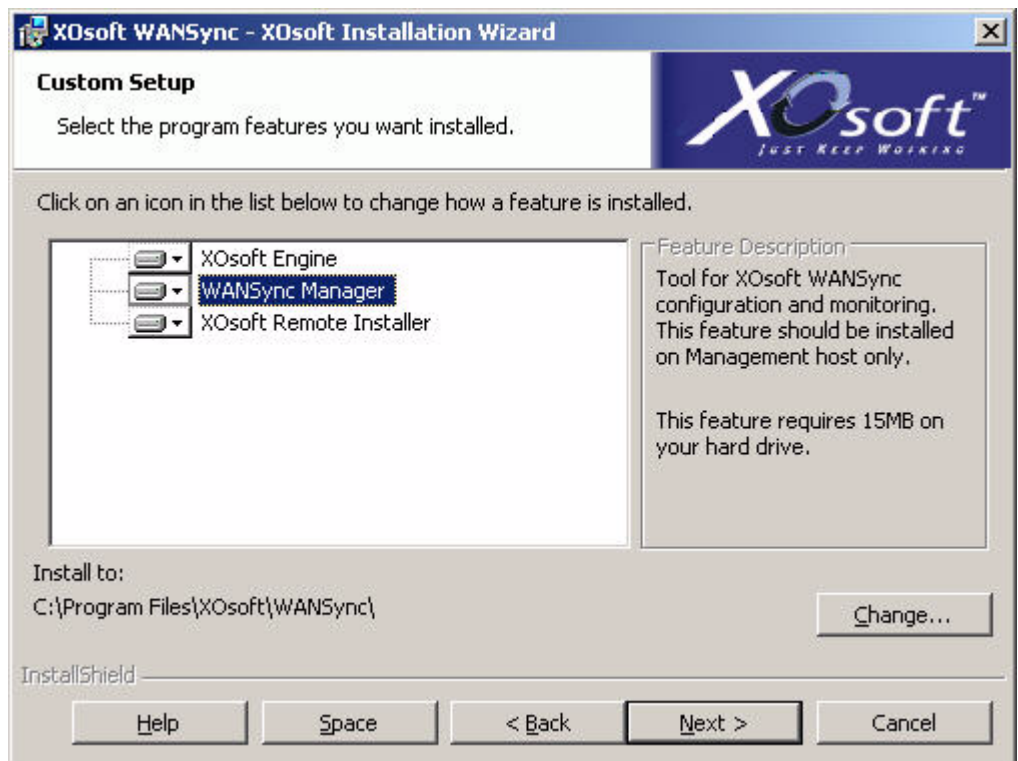 XOsoft WANSync - XOsoft Installation Wizard
Custom Setup
Select the program features you want installed.
XOsoft™
JUST KEEP WORKING
Click on an icon in the list below to change how a feature is installed.
XOsoft Engine
WANSync Manager
XOsoft Remote Installer
Feature Description
Tool for XOsoft WANSync
configuration and monitoring.
This feature should be installed
on Management host only.
This feature requires 15MB on
your hard drive.
Install to:
C:\Program Files\XOsoft\WANSync\
Change...
InstallShield
Help
Space
< Back
Next >
Cancel